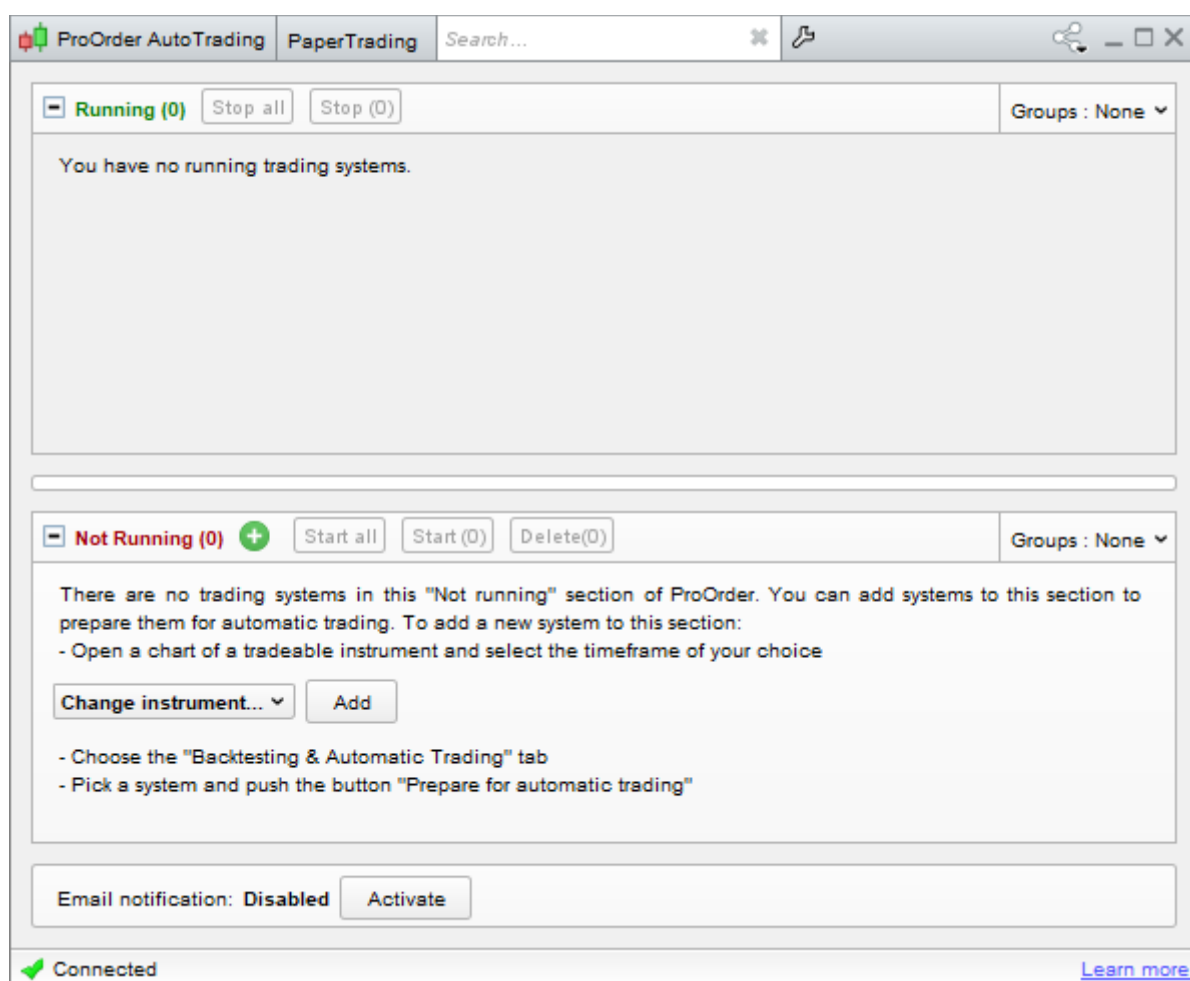 ProOrder AutoTrading PaperTrading Search...
Running (0) Stop all Stop (0) Groups : None
You have no running trading systems.
Not Running (0) Start all Start (0) Delete(0) Groups : None
There are no trading systems in this "Not running" section of ProOrder. You can add systems to this section to
prepare them for automatic trading. To add a new system to this section:
- Open a chart of a tradeable instrument and select the timeframe of your choice
Change instrument... Add
- Choose the "Backtesting & Automatic Trading" tab
- Pick a system and push the button "Prepare for automatic trading"
Email notification: Disabled Activate
Connected Learn more